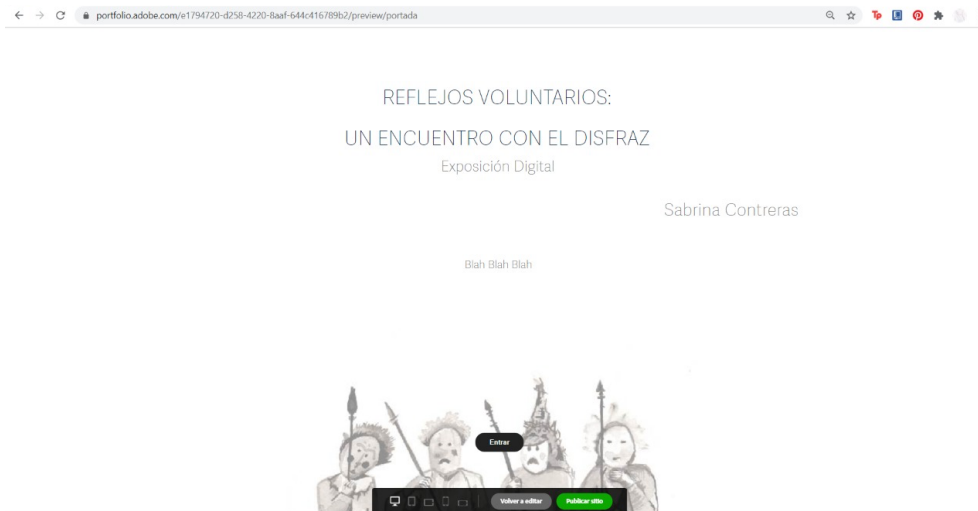 portfolio.adobe.com/e1794720-d258-4220-8aaf-644c416789b2/preview/portada
REFLEJOS VOLUNTARIOS:
UN ENCUENTRO CON EL DISFRAZ
Exposición Digital
Sabrina Contreras
Blah Blah Blah
Entrar
Volver a editar
Publicar sitio